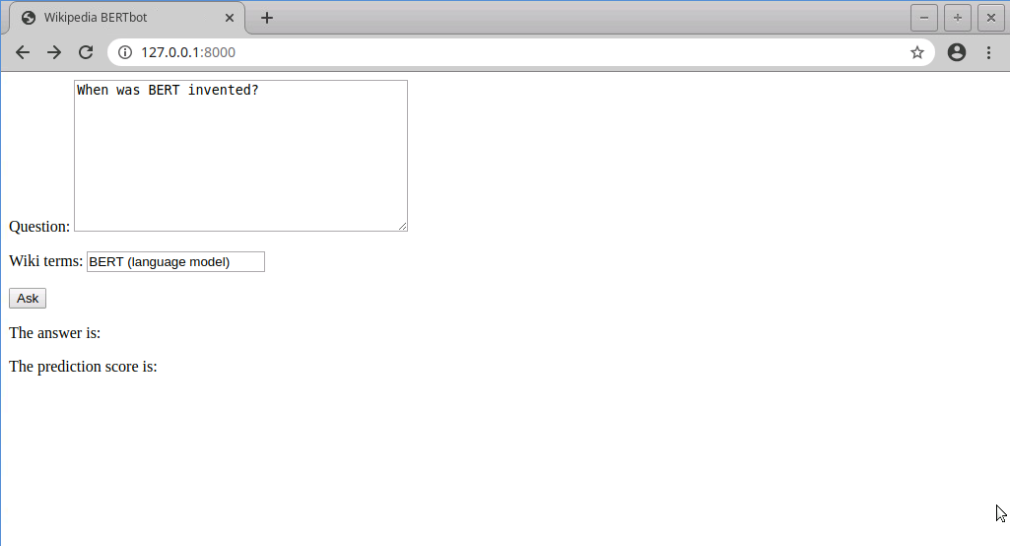 Wikipedia BERTbot
127.0.0.1:8000
When was BERT invented?
Question:
Wiki terms: BERT (language model)
Ask
The answer is:
The prediction score is: